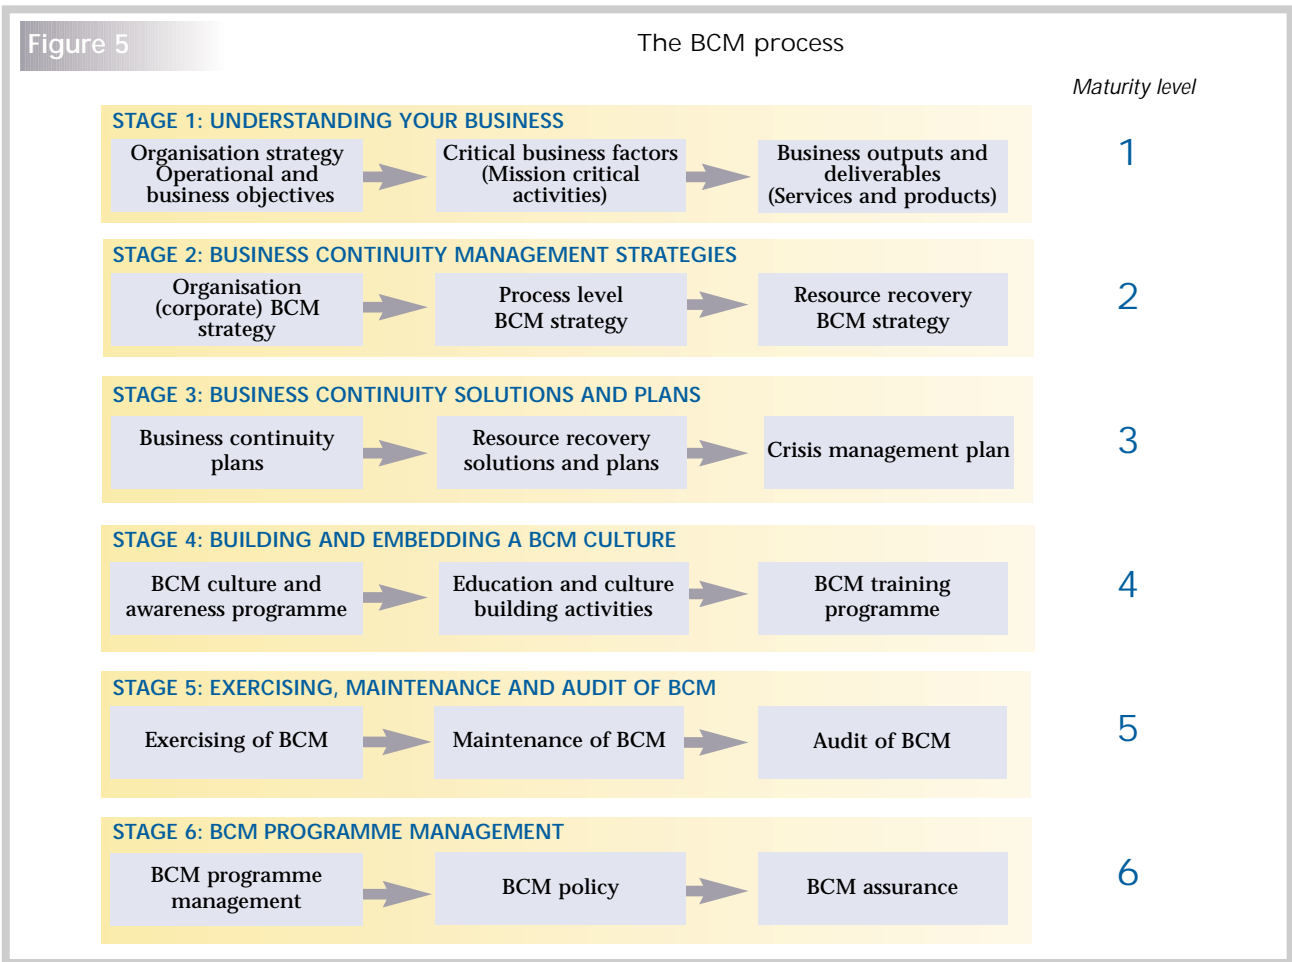 Figure 5
The BCM process
Maturity level
STAGE 1: UNDERSTANDING YOUR BUSINESS
Organisation strategy
Operational and
business objectives
Critical business factors
(Mission critical
activities)
Business outputs and
deliverables
(Services and products)
1
STAGE 2: BUSINESS CONTINUITY MANAGEMENT STRATEGIES
Organisation
(corporate) BCM
strategy
Process level
BCM strategy
Resource recovery
BCM strategy
2
STAGE 3: BUSINESS CONTINUITY SOLUTIONS AND PLANS
Business continuity
plans
Resource recovery
solutions and plans
Crisis management plan
3
STAGE 4: BUILDING AND EMBEDDING A BCM CULTURE
BCM culture and
awareness programme
Education and culture
building activities
BCM training
programme
4
STAGE 5: EXERCISING, MAINTENANCE AND AUDIT OF BCM
Exercising of BCM
Maintenance of BCM
Audit of BCM
5
STAGE 6: BCM PROGRAMME MANAGEMENT
BCM programme
management
BCM policy
BCM assurance
6